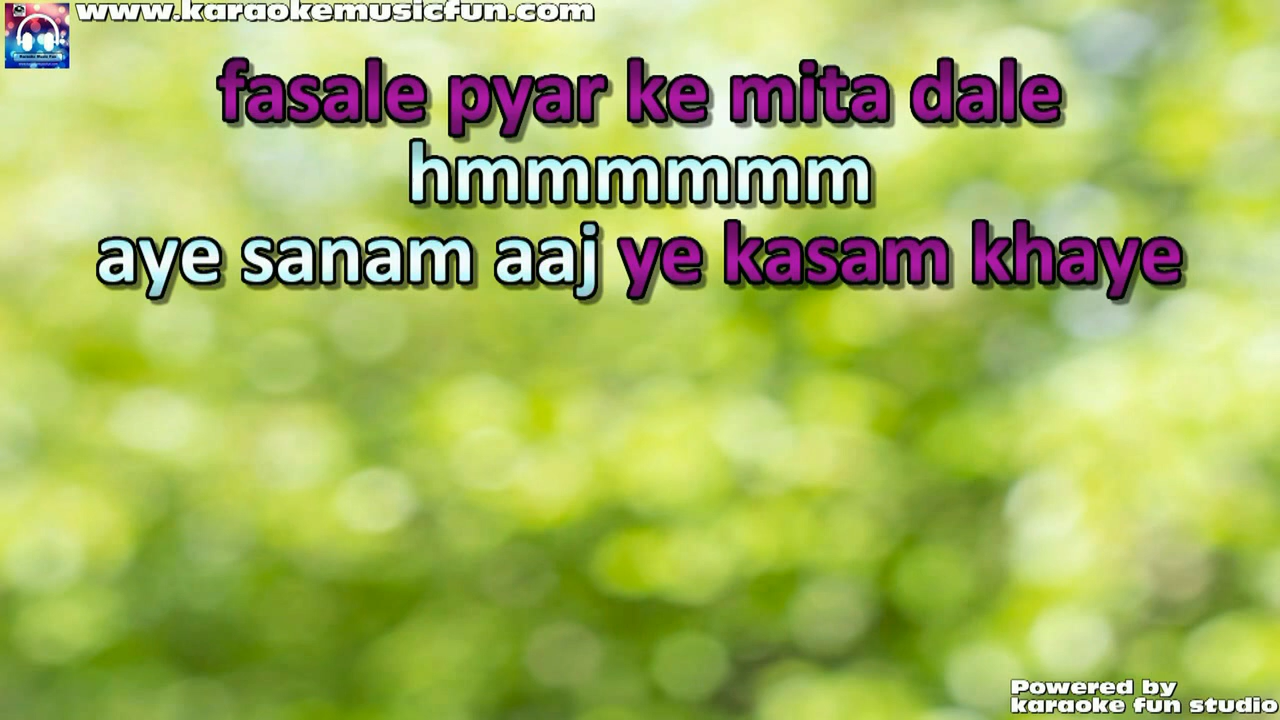 www.karaokemusicfun.com
fasale pyar ke mita dale
hmmmmmmm
aye sanam aaj ye kasam khaye
Powered by
karaoke fun studio